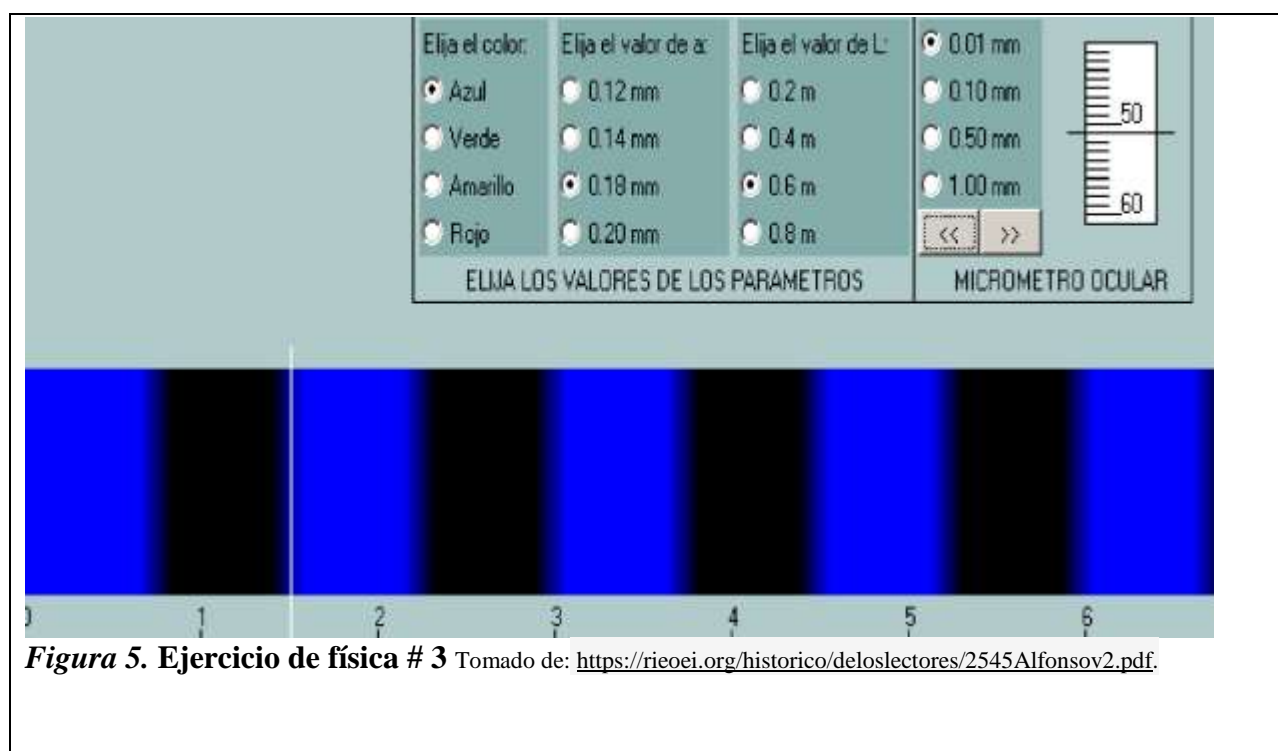 Elija el color: Elija el valor de a: Elija el valor de L: 0.01 mm
Azul 0.12 mm 0.2 m 0.10 mm
Verde 0.14 mm 0.4 m 0.50 mm
Amarillo 0.18 mm 0.6 m 1.00 mm
Rojo 0.20 mm 0.8 m << >>
50
60
ELIJA LOS VALORES DE LOS PARAMETROS MICROMETRO OCULAR
0 1 2 3 4 5 6
Figura 5. Ejercicio de física # 3 Tomado de: https://rieoei.org/historico/deloslectores/2545Alfonsov2.pdf.